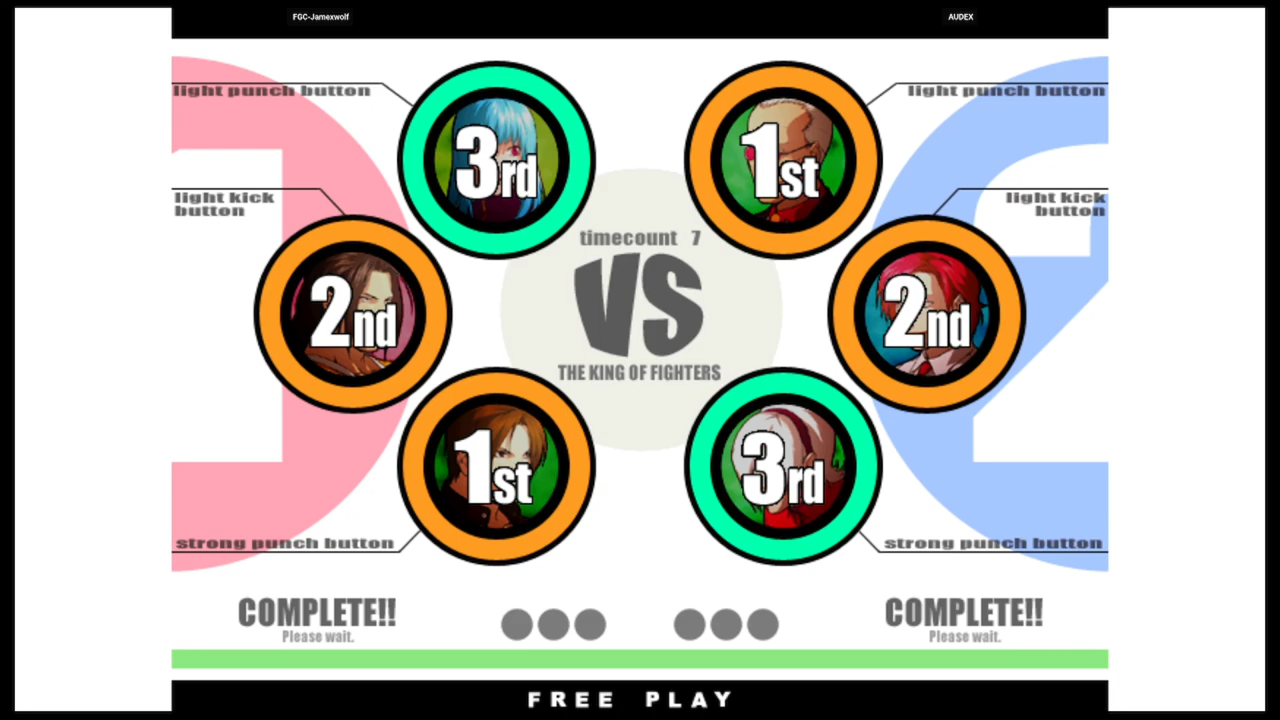 FGC-Jamexwolf
AUDEX
light punch button
3rd
1st
light punch button
light kick
button
light kick
button
timecount 7
2nd
VS
2nd
THE KING OF FIGHTERS
1st
3rd
strong punch button
strong punch button
COMPLETE!!
Please wait.
COMPLETE!!
Please wait.
FREE PLAY
1
2